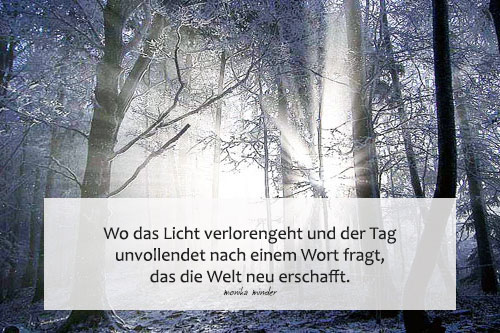 Wo das Licht verlorengeht und der Tag
unvollendet nach einem Wort fragt,
das die Welt neu erschafft.
monika minder